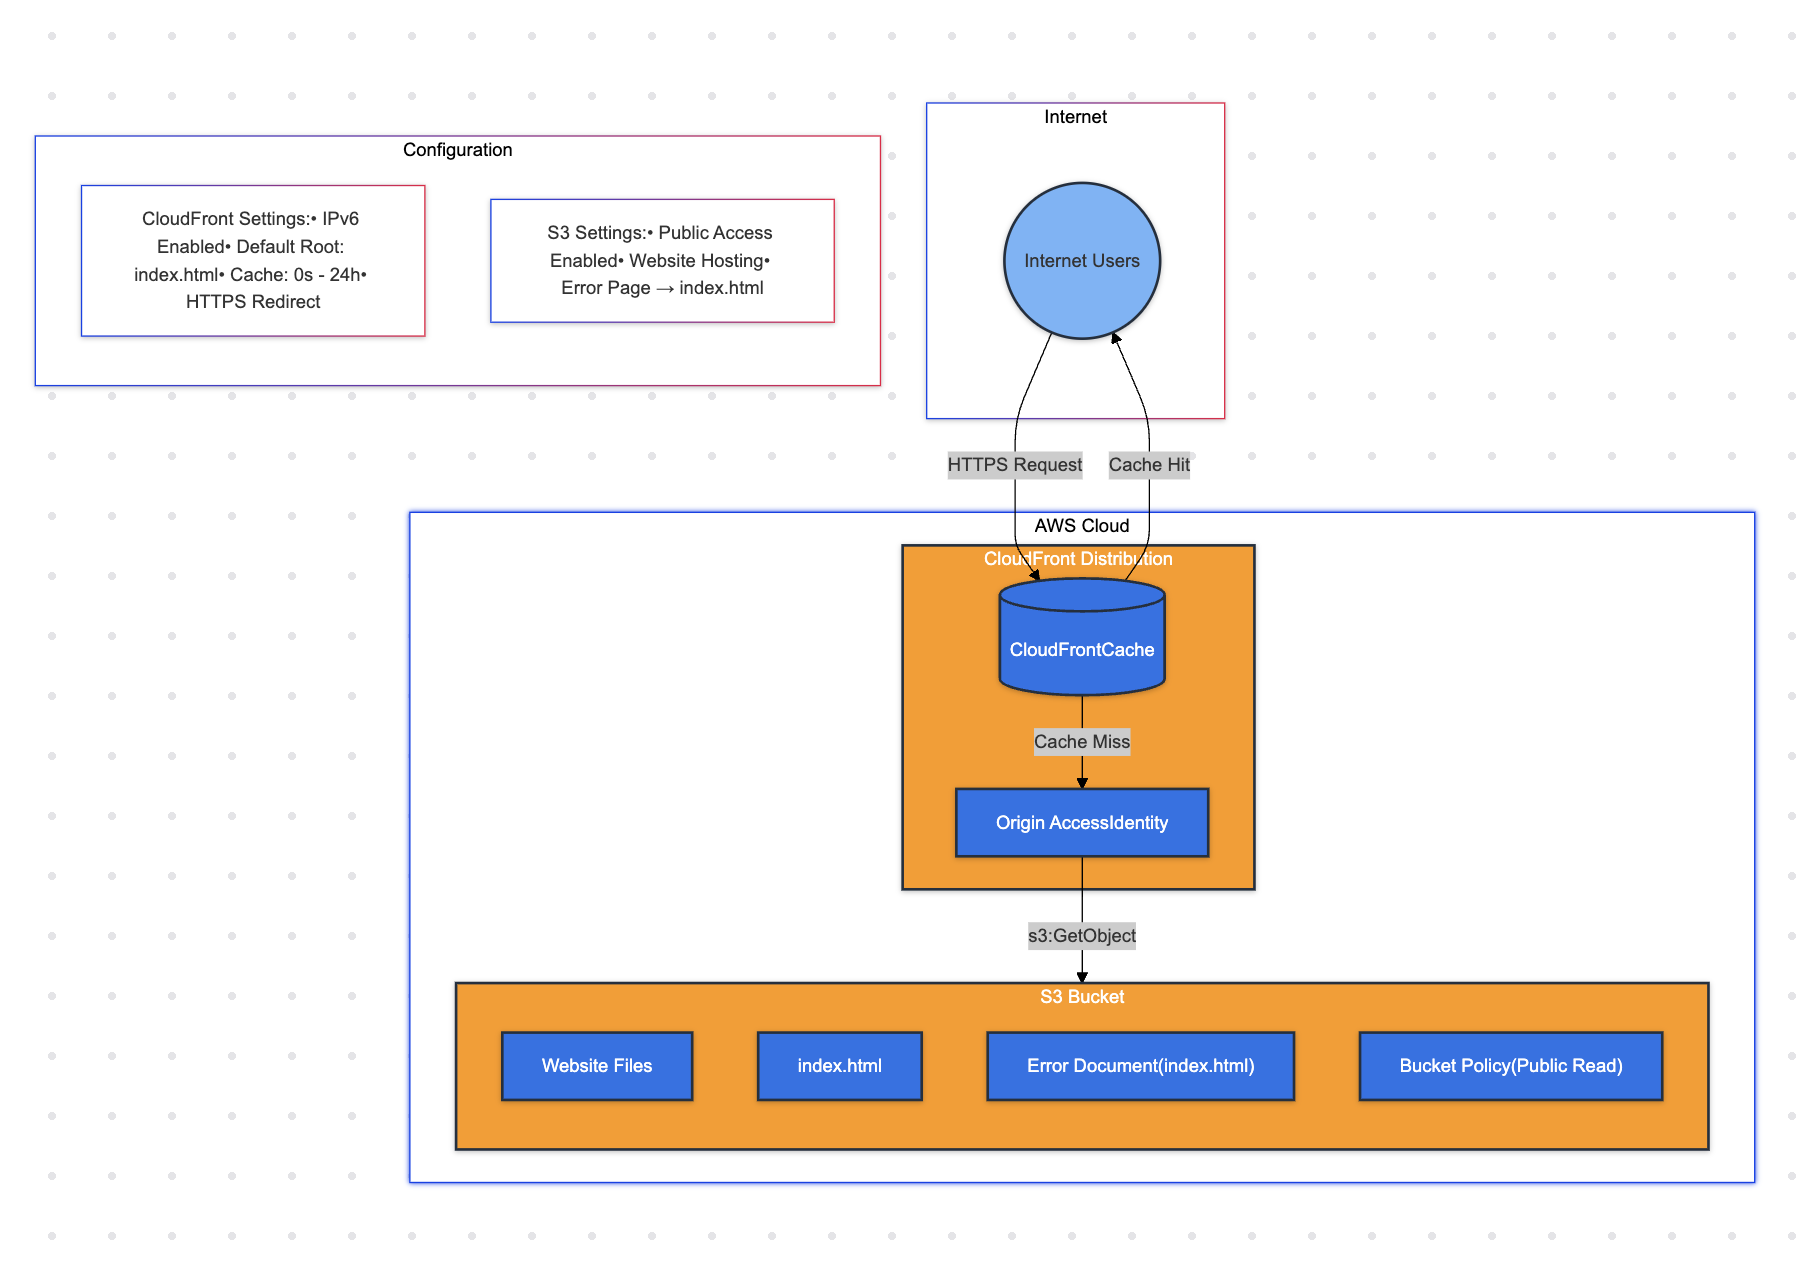 Configuration
CloudFront Settings:• IPv6
Enabled• Default Root:
index.html• Cache: 0s - 24h•
HTTPS Redirect
S3 Settings:• Public Access
Enabled• Website Hosting•
Error Page → index.html
Internet
Internet Users
HTTPS Request
Cache Hit
AWS Cloud
CloudFront Distribution
CloudFrontCache
Cache Miss
Origin AccessIdentity
s3:GetObject
S3 Bucket
Website Files
index.html
Error Document(index.html)
Bucket Policy(Public Read)